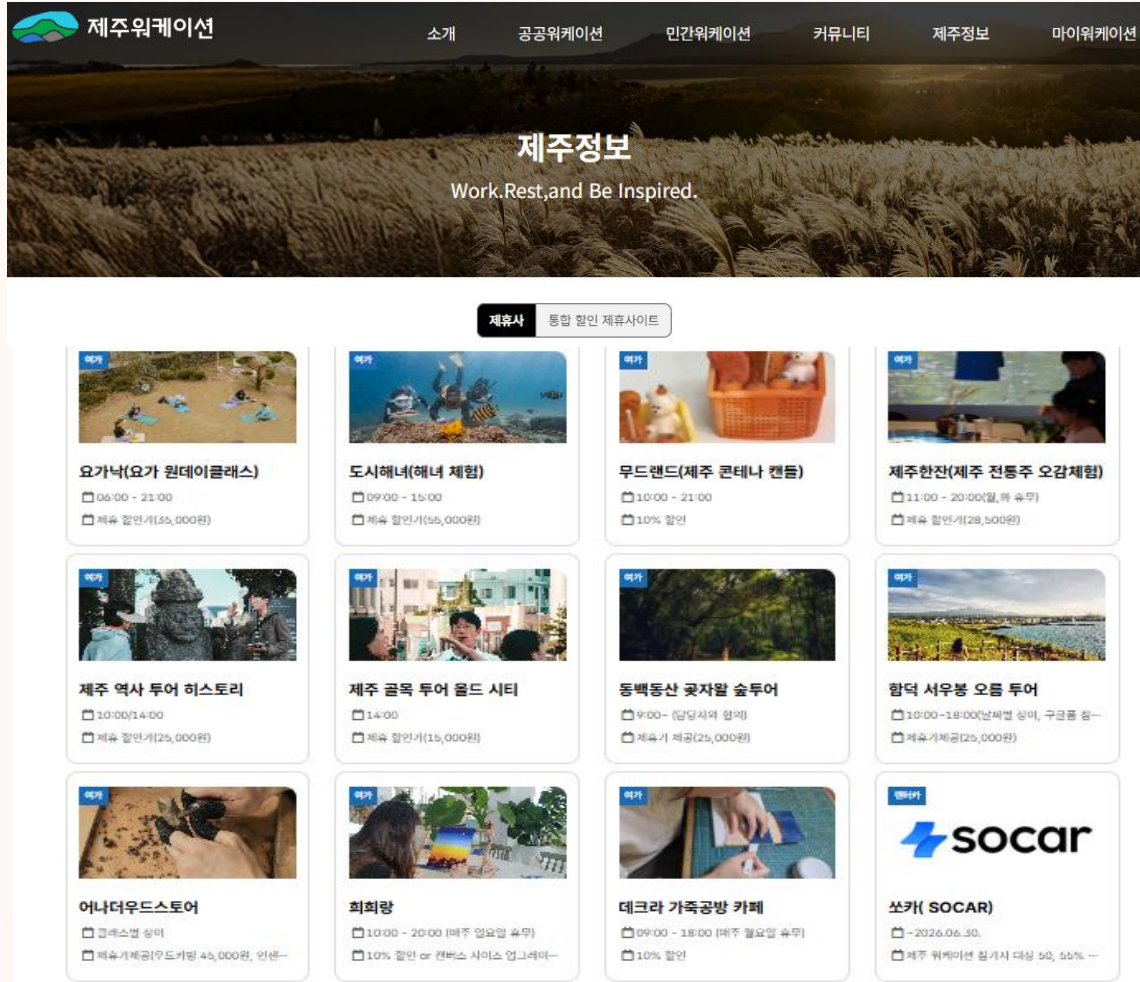 제주워케이션
소개 공공워케이션 민간워케이션 커뮤니티 제주정보 마이워케이션
제주정보
Work.Rest,and Be Inspired.
제휴사 통합 할인 제휴사이트
여가 여가 여가 여가
요가낙(요가 원데이클래스) 도시해녀(해녀 체험) 무드랜드(제주 콘테나 캔들) 제주한잔(제주 전통주 오감체험)
06:00 - 21:00 09:00 - 15:00 10:00 - 21:00 11:00 - 20:00(월,화 휴무)
제휴 할인가(35,000원) 제휴 할인가(55,000원) 10% 할인 제휴 할인가(28,500원)
여가 여가 여가 여가
제주 역사 투어 히스토리 제주 골목 투어 올드 시티 동백동산 곶자왈 숲투어 함덕 서우봉 오름 투어
10:00/14:00 14:00 9:00~ (담당자와 협의) 10:00~18:00(날짜별 상이, 구글폼 참···
제휴 할인가(25,000원) 제휴 할인가(15,000원) 제휴가 제공(25,000원) 제휴가제공(25,000원)
여가 여가 여가 렌터카
socar
어나더우드스토어 희희랑 데크라 가죽공방 카페 쏘카( SOCAR)
클래스별 상이 10:00 - 20:00 (매주 일요일 휴무) 09:00 - 18:00 (매주 월요일 휴무) ~2026.06.30.
제휴가제공(우드카빙 45,000원, 인센··· 10% 할인 or 캔버스 사이즈 업그레이··· 10% 할인 제주 워케이션 참가자 대상 50, 55% ···